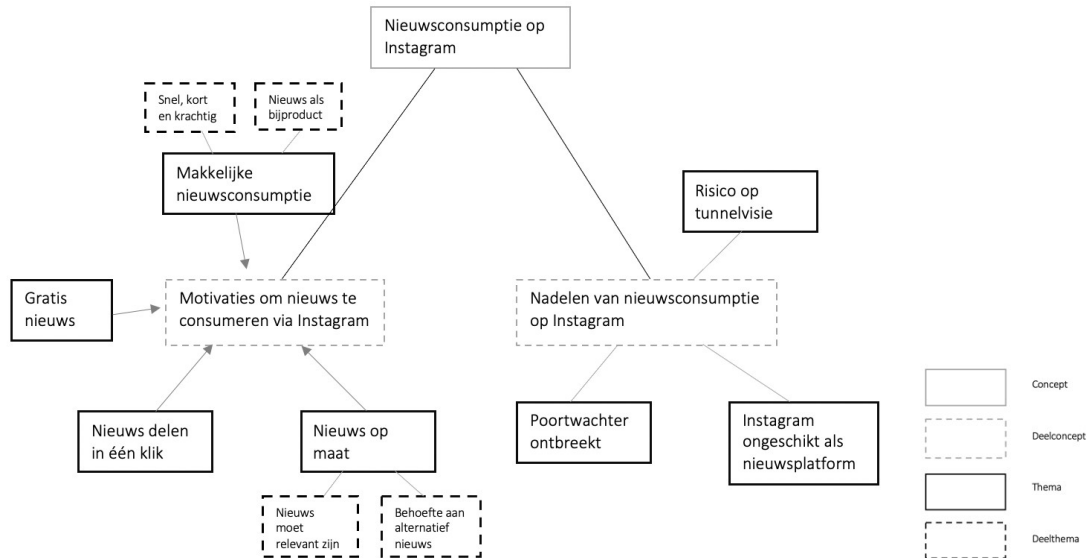 Nieuwsconsumptie op
Instagram
Snel, kort
en krachtig
Nieuws als
bijproduct
Makkelijke
nieuwsconsumptie
Risico op
tunnelvisie
Gratis
nieuws
Motivaties om nieuws te
consumeren via Instagram
Nadelen van nieuwsconsumptie
op Instagram
Nieuws delen
in één klik
Nieuws op
maat
Poortwachter
ontbreekt
Instagram
ongeschikt als
nieuwsplatform
Nieuws
moet
relevant zijn
Behoefte aan
alternatief
nieuws
Concept
Deelconcept
Thema
Deelthema